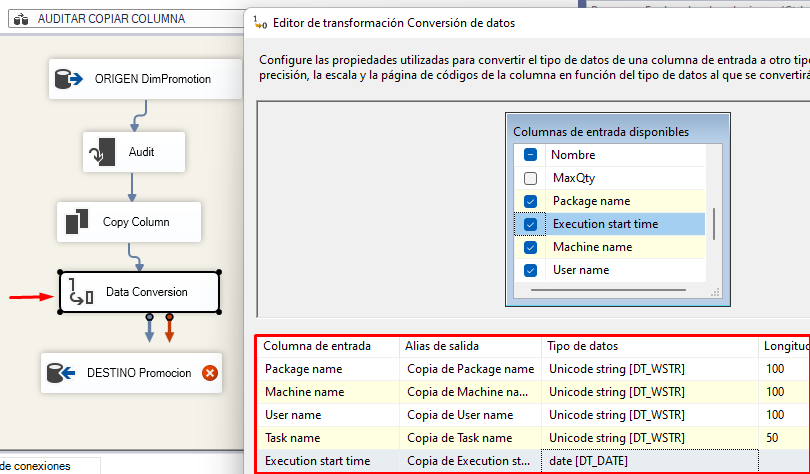 AUDITAR COPIAR COLUMNA
ORIGEN DimPromotion
Audit
Copy Column
Data Conversion
DESTINO Promocion
de conexiones
Editor de transformación Conversión de datos
Configure las propiedades utilizadas para convertir el tipo de datos de una columna de entrada a otro tipo
precisión, la escala y la página de códigos de la columna en función del tipo de datos al que se convertirá
Columnas de entrada disponibles
Nombre
MaxQty
Package name
Execution start time
Machine name
User name
Columna de entrada Alias de salida Tipo de datos Longitud
Package name Copia de Package name Unicode string [DT_WSTR] 100
Machine name Copia de Machine na... Unicode string [DT_WSTR] 100
User name Copia de User name Unicode string [DT_WSTR] 100
Task name Copia de Task name Unicode string [DT_WSTR] 50
Execution start time Copia de Execution st... date [DT_DATE]